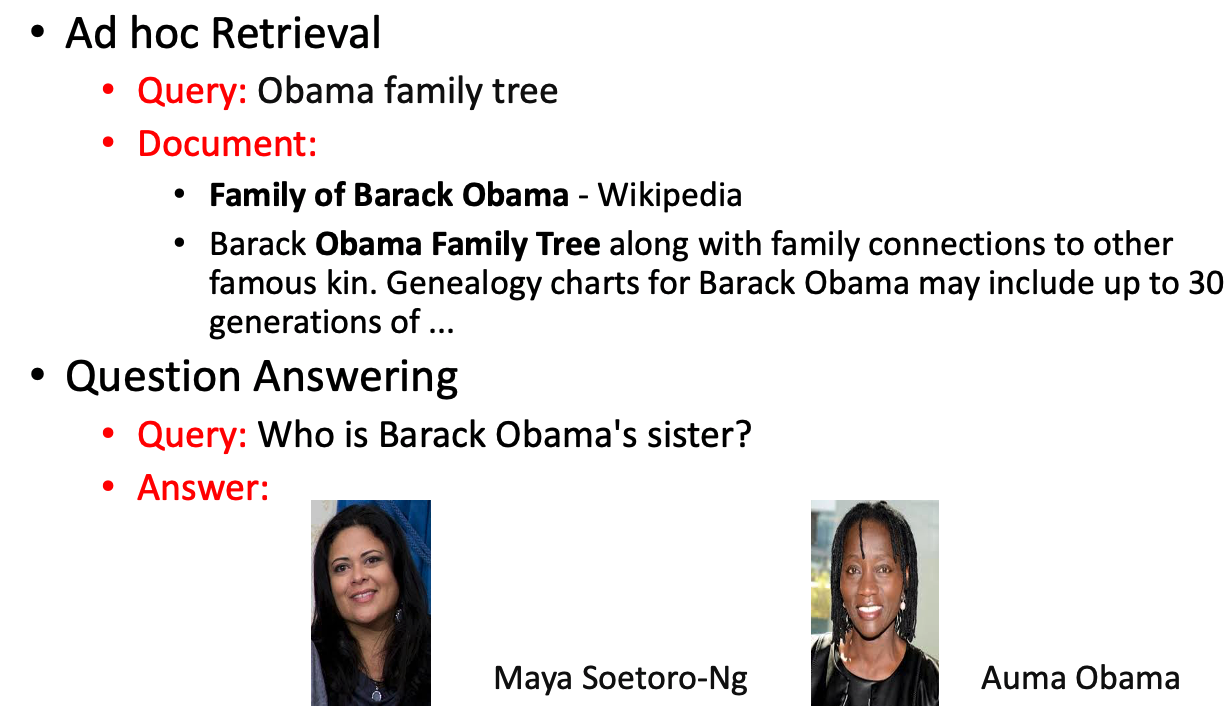 • Ad hoc Retrieval
• Query: Obama family tree
• Document:
• Family of Barack Obama - Wikipedia
• Barack Obama Family Tree along with family connections to other
famous kin. Genealogy charts for Barack Obama may include up to 30
generations of ...
• Question Answering
• Query: Who is Barack Obama's sister?
• Answer:
Maya Soetoro-Ng
Auma Obama